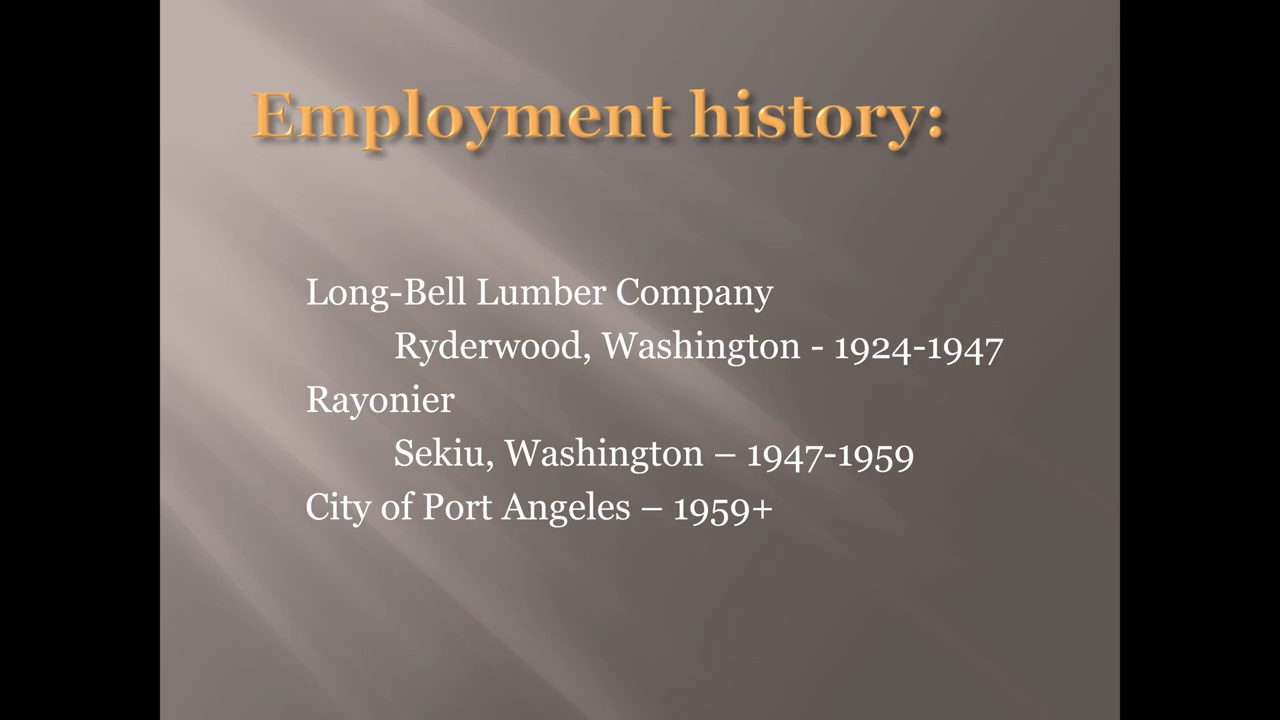 Employment history:
Long-Bell Lumber Company
Ryderwood, Washington - 1924-1947
Rayonier
Sekiu, Washington – 1947-1959
City of Port Angeles – 1959+